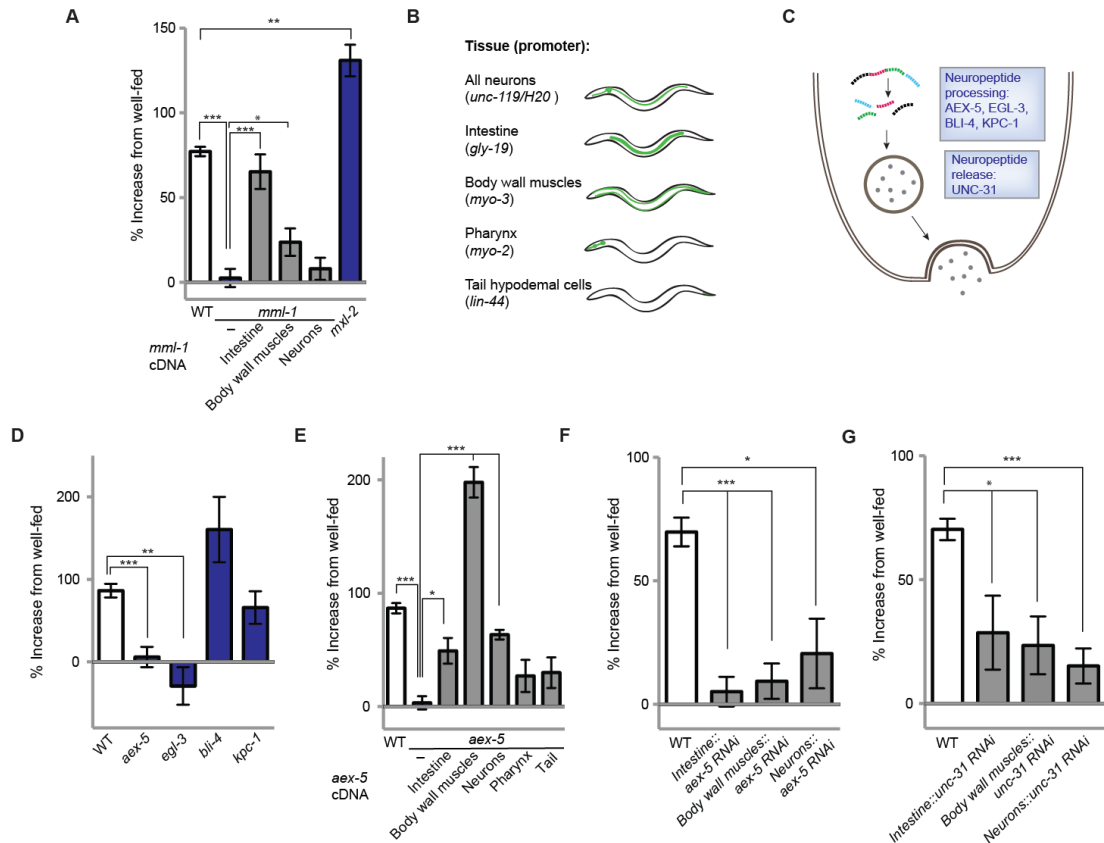 A
% Increase from well-fed
150
100
50
0
**
***
*
***
WT
mml-1
–
Intestine
Body wall muscles
Neurons
mxl-2
mml-1
cDNA
B
Tissue (promoter):
All neurons
(unc-119/H20 )
Intestine
(gly-19)
Body wall muscles
(myo-3)
Pharynx
(myo-2)
Tail hypodemal cells
(lin-44)
C
Neuropeptide
processing:
AEX-5, EGL-3,
BLI-4, KPC-1
Neuropeptide
release:
UNC-31
D
% Increase from well-fed
200
100
0
**
***
WT
aex-5
egl-3
bli-4
kpc-1
E
% Increase from well-fed
200
100
0
***
***
*
WT
aex-5
–
Intestine
Body wall muscles
Neurons
Pharynx
Tail
aex-5
cDNA
F
% Increase from well-fed
100
50
0
*
***
WT
Intestine::
aex-5 RNAi
Body wall muscles::
aex-5 RNAi
Neurons::
aex-5 RNAi
G
% Increase from well-fed
100
50
0
***
*
WT
Intestine::unc-31 RNAi
Body wall muscles::
unc-31 RNAi
Neurons::unc-31 RNAi